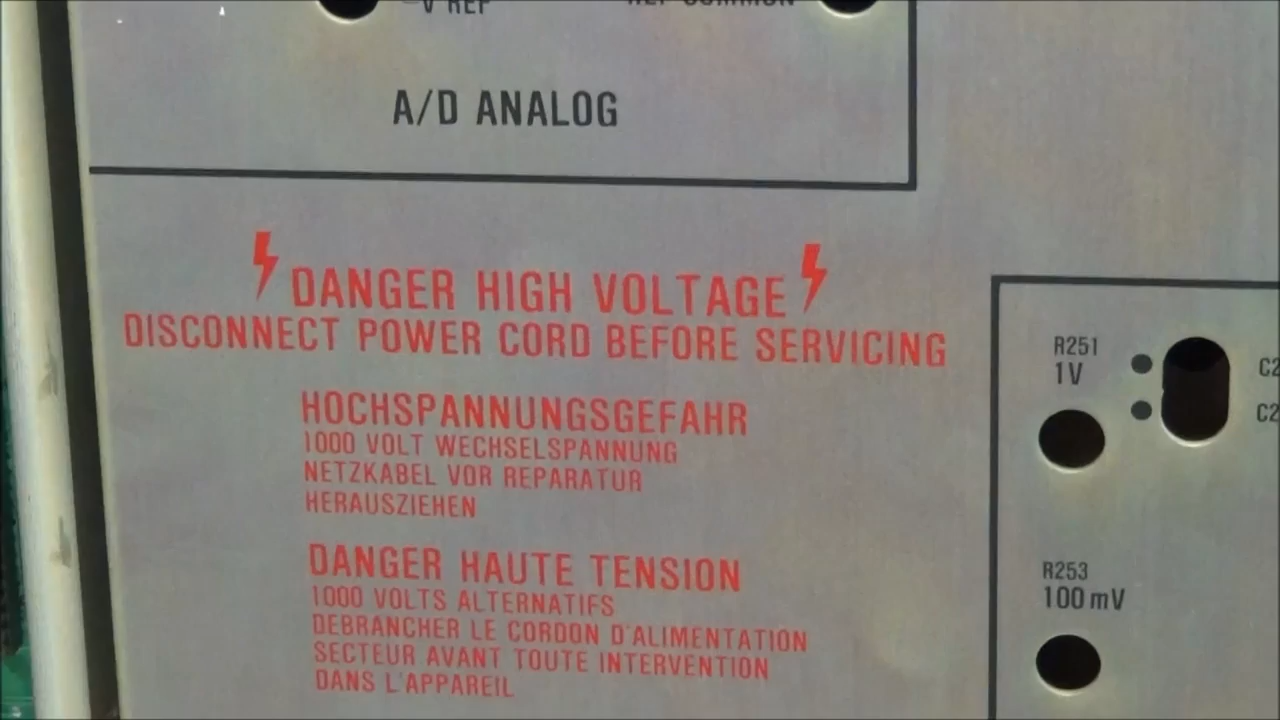 V REF
A/D ANALOG
DANGER HIGH VOLTAGE
DISCONNECT POWER CORD BEFORE SERVICING
HOCHSPANNUNGSGEFAHR
1000 VOLT WECHSELSPANNUNG
NETZKABEL VOR REPARATUR
HERAUSZIEHEN
DANGER HAUTE TENSION
1000 VOLTS ALTERNATIFS
DEBRANCHER LE CORDON D'ALIMENTATION
SECTEUR AVANT TOUTE INTERVENTION
DANS L'APPAREIL
R251
1V
R253
100 mV